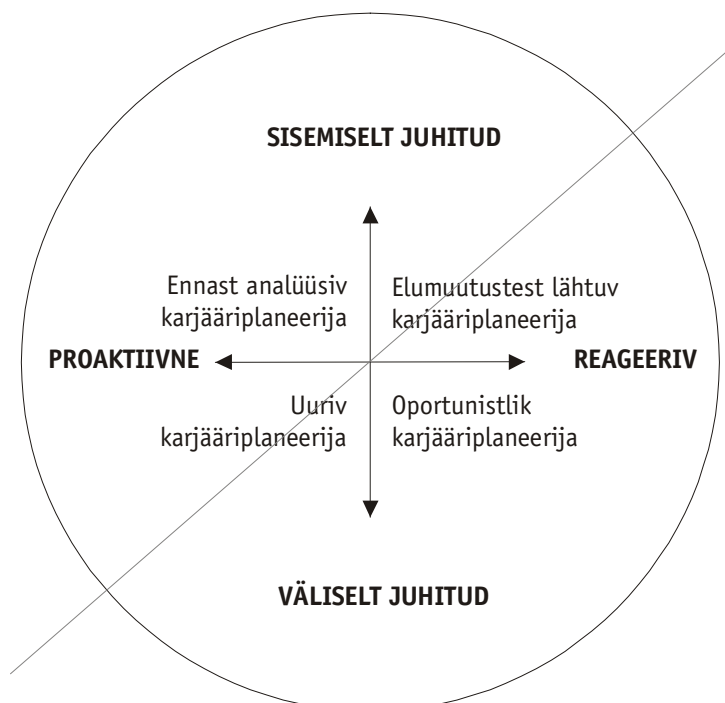 SISEMISELT JUHITUD
Ennast analüüsiv
karjääriplaneerija
Elumuutustest lähtuv
karjääriplaneerija
PROAKTIIVNE
REAGEERIV
Uuriv
karjääriplaneerija
Oportunistlik
karjääriplaneerija
VÄLISELT JUHITUD